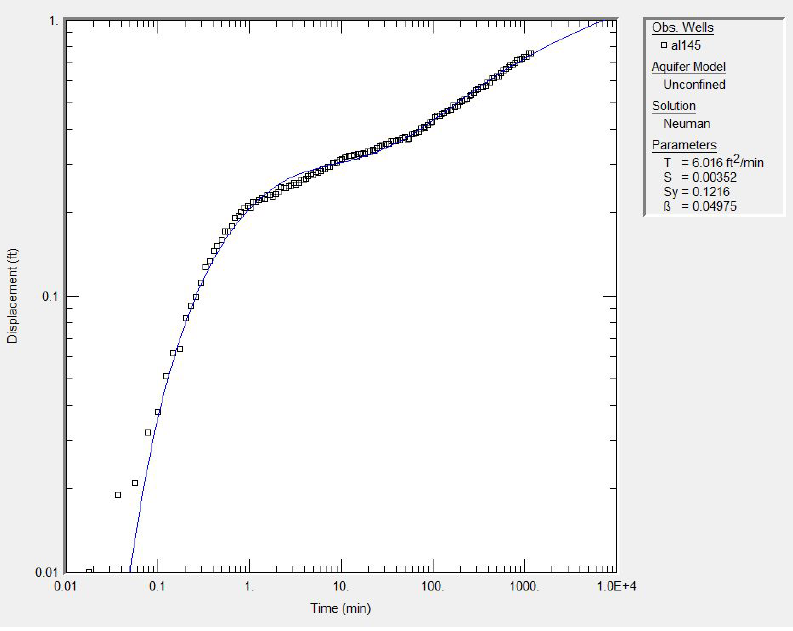 Obs. Wells
al145
Aquifer Model
Unconfined
Solution
Neuman
Parameters
T = 6.016 ft2/min
S = 0.00352
Sy = 0.1216
ß = 0.04975
1.
0.1
0.01
Displacement (ft)
0.01 0.1 1. 10. 100. 1000. 1.0E+4
Time (min)